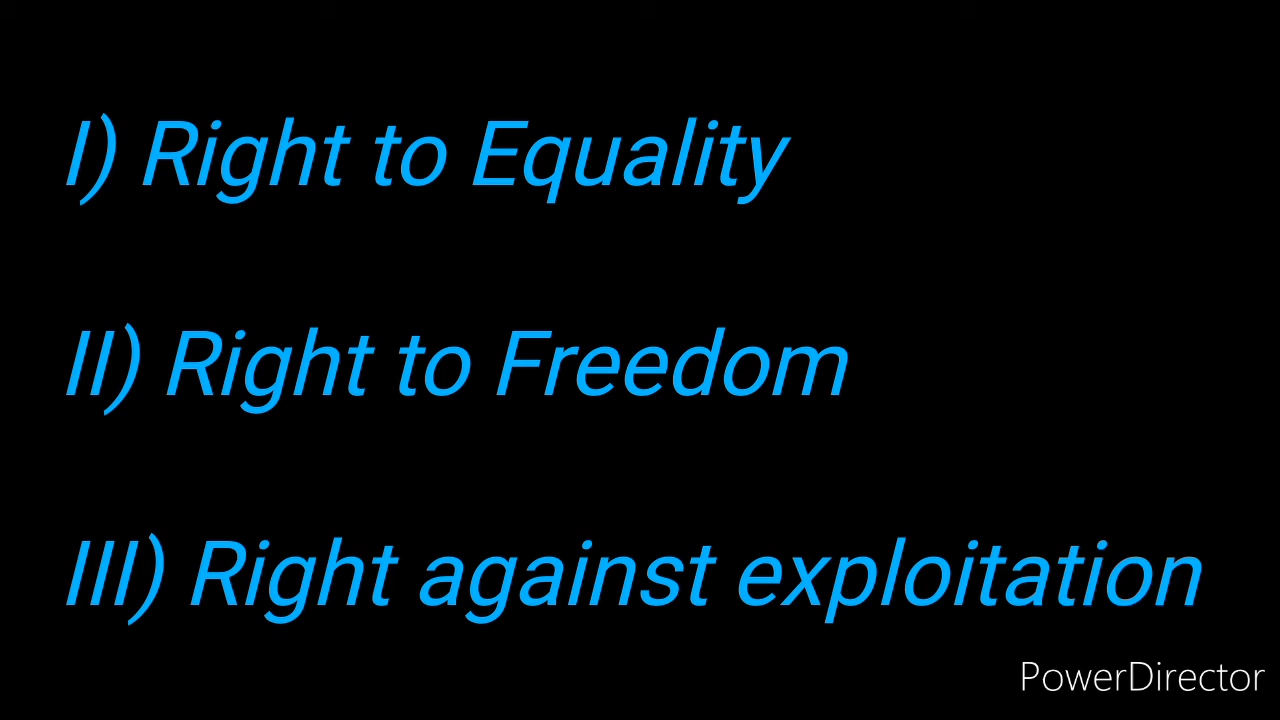 I) Right to Equality
II) Right to Freedom
III) Right against exploitation
PowerDirector